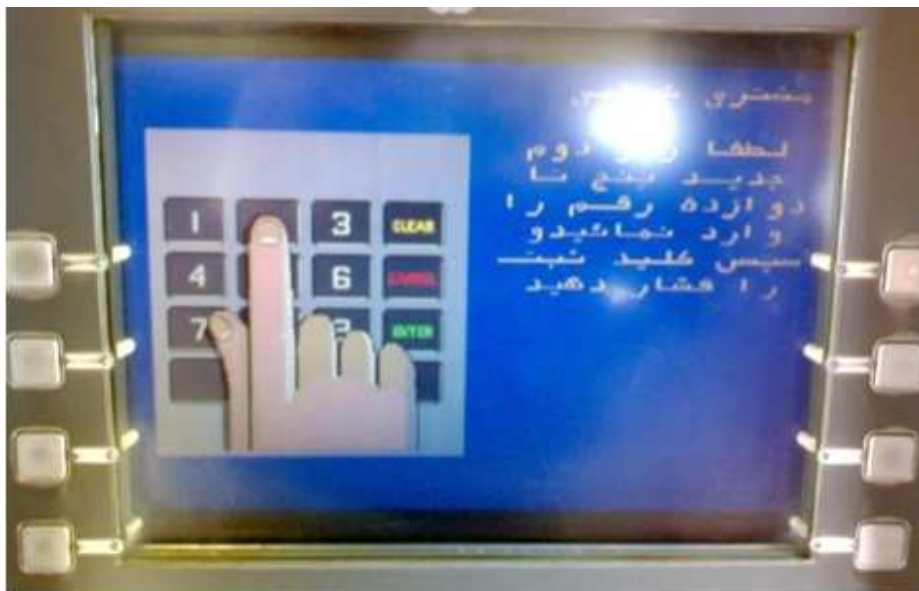 مشتری
لطفا رمز دوم
جدید پنج تا
دوازده رقم را
وارد نمائیدو
سپس کلید ثبت
را فشار دهید
1
3
CLEAR
4
6
CANCEL
7
ENTER